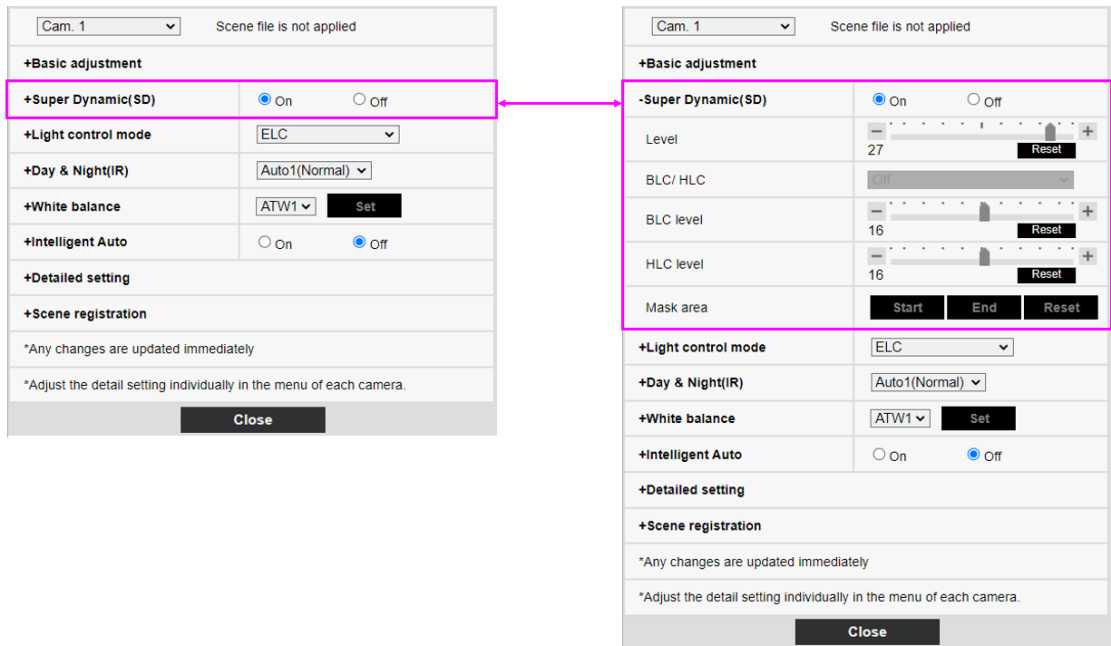 Cam. 1 Scene file is not applied
+Basic adjustment
+Super Dynamic(SD) On Off
+Light control mode ELC
+Day & Night(IR) Auto1(Normal)
+White balance ATW1 Set
+Intelligent Auto On Off
+Detailed setting
+Scene registration
*Any changes are updated immediately
*Adjust the detail setting individually in the menu of each camera.
Close
Cam. 1 Scene file is not applied
+Basic adjustment
-Super Dynamic(SD) On Off
Level 27 Reset
BLC/ HLC Off
BLC level 16 Reset
HLC level 16 Reset
Mask area Start End Reset
+Light control mode ELC
+Day & Night(IR) Auto1(Normal)
+White balance ATW1 Set
+Intelligent Auto On Off
+Detailed setting
+Scene registration
*Any changes are updated immediately
*Adjust the detail setting individually in the menu of each camera.
Close